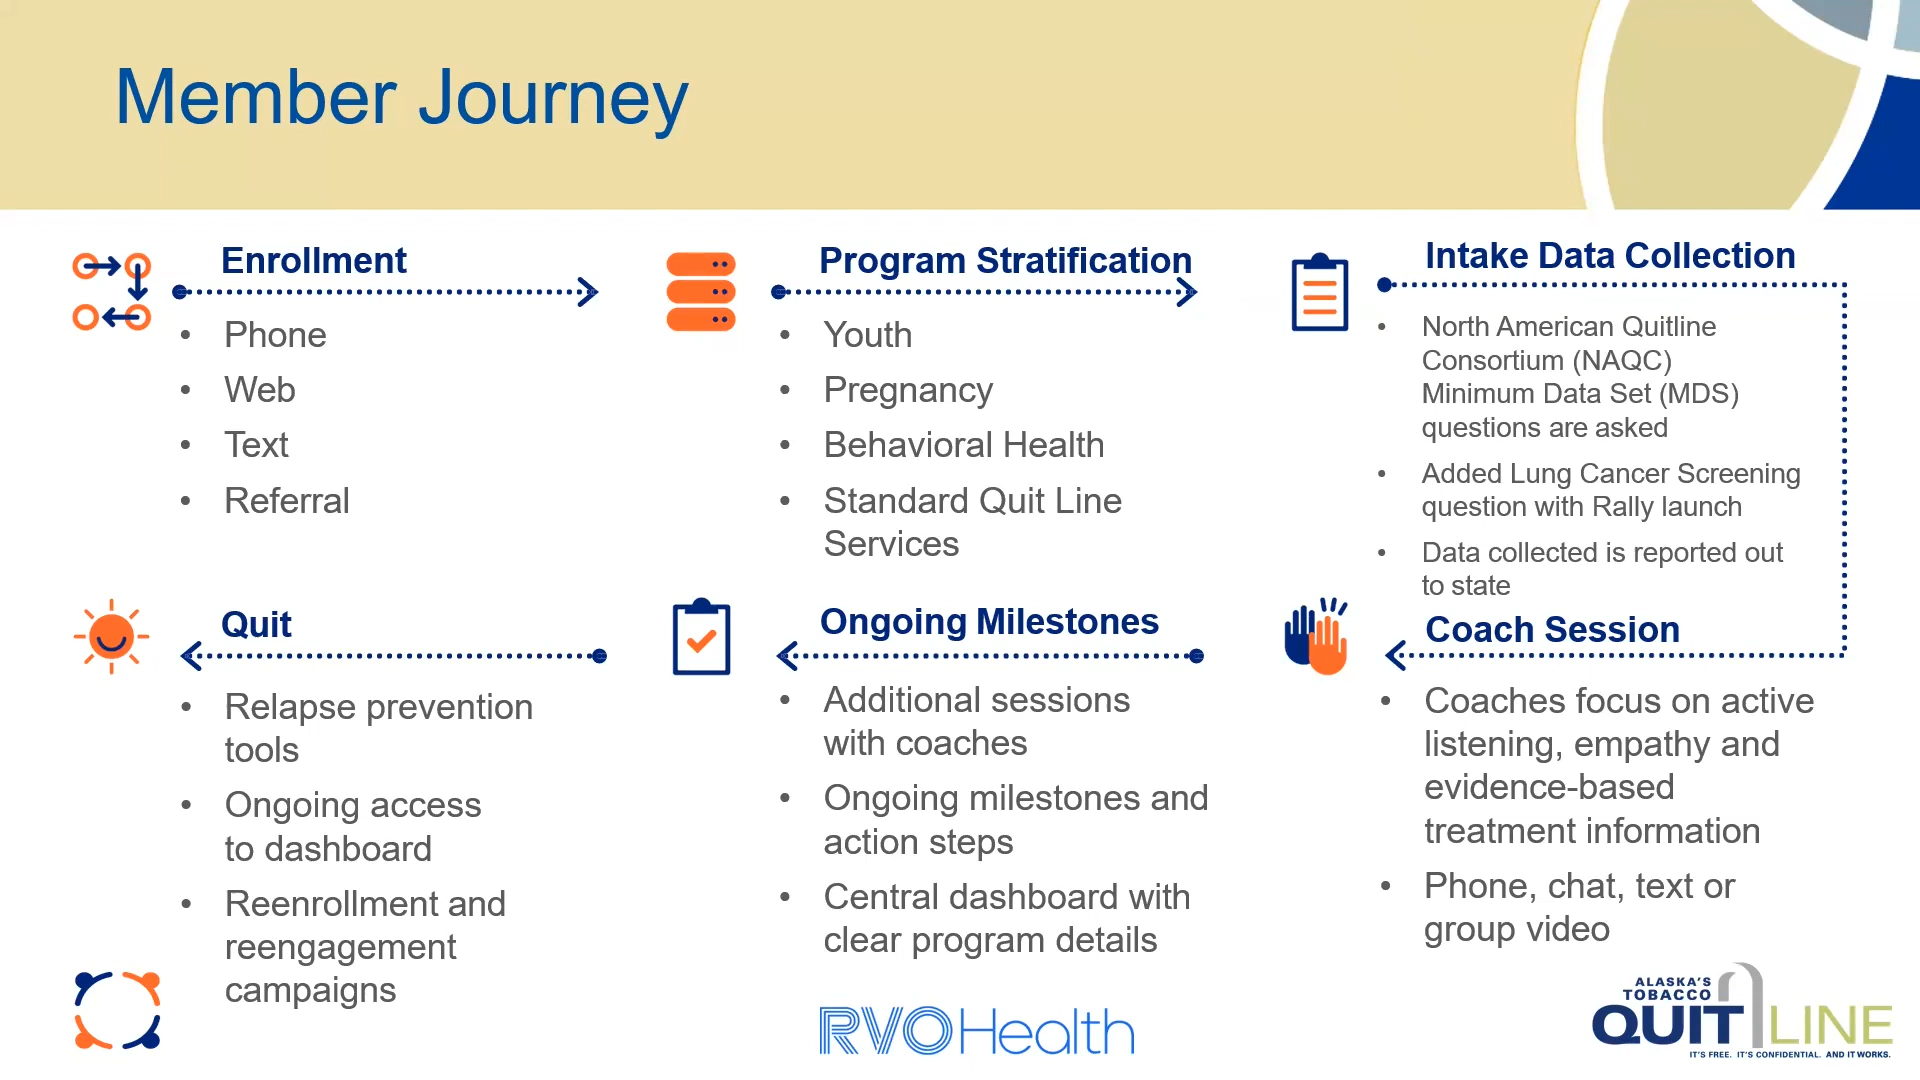 Member Journey
Enrollment
• Phone
• Web
• Text
• Referral
Program Stratification
• Youth
• Pregnancy
• Behavioral Health
• Standard Quit Line
Services
Intake Data Collection
• North American Quitline
Consortium (NAQC)
Minimum Data Set (MDS)
questions are asked
• Added Lung Cancer Screening
question with Rally launch
• Data collected is reported out
to state
Coach Session
• Coaches focus on active
listening, empathy and
evidence-based
treatment information
• Phone, chat, text or
group video
Ongoing Milestones
• Additional sessions
with coaches
• Ongoing milestones and
action steps
• Central dashboard with
clear program details
Quit
• Relapse prevention
tools
• Ongoing access
to dashboard
• Reenrollment and
reengagement
campaigns
RVOHealth
ALASKA'S
TOBACCO
QUIT LINE
IT'S FREE. IT'S CONFIDENTIAL. AND IT WORKS.